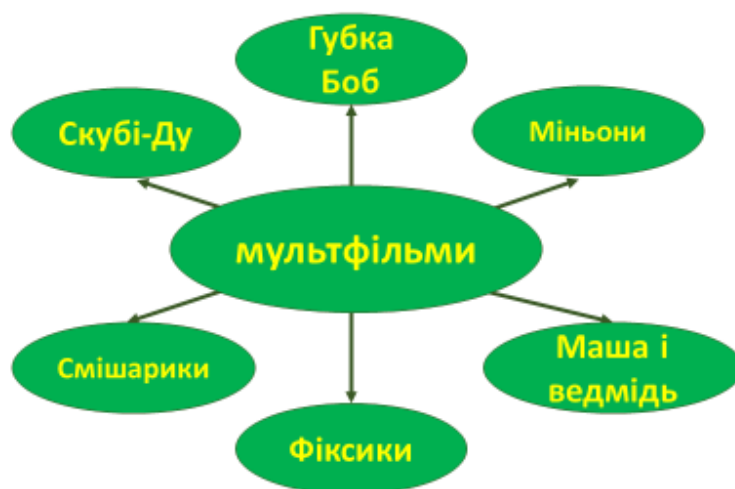 Губка
Боб
Скубі-Ду
Міньони
мультфільми
Смішарики
Маша і
ведмідь
Фіксики